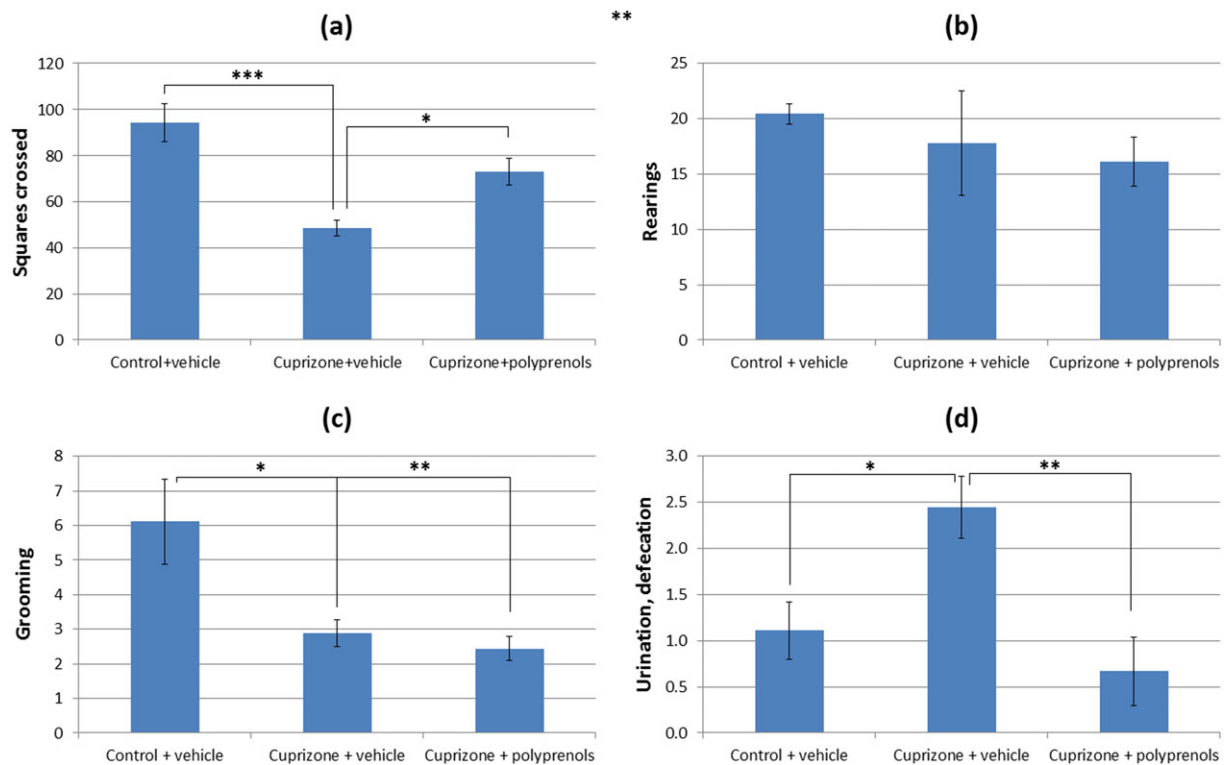 (a)
**
(b)
Squares crossed
120
100
80
60
40
20
0
***
*
Control+vehicle Cuprizone+vehicle Cuprizone+polyprenols
Rearings
25
20
15
10
5
0
Control + vehicle Cuprizone + vehicle Cuprizone + polyprenols
(c)
Grooming
8
7
6
5
4
3
2
1
0
* **
Control + vehicle Cuprizone + vehicle Cuprizone + polyprenols
(d)
Urination, defecation
3.0
2.5
2.0
1.5
1.0
0.5
0.0
* **
Control + vehicle Cuprizone + vehicle Cuprizone + polyprenols